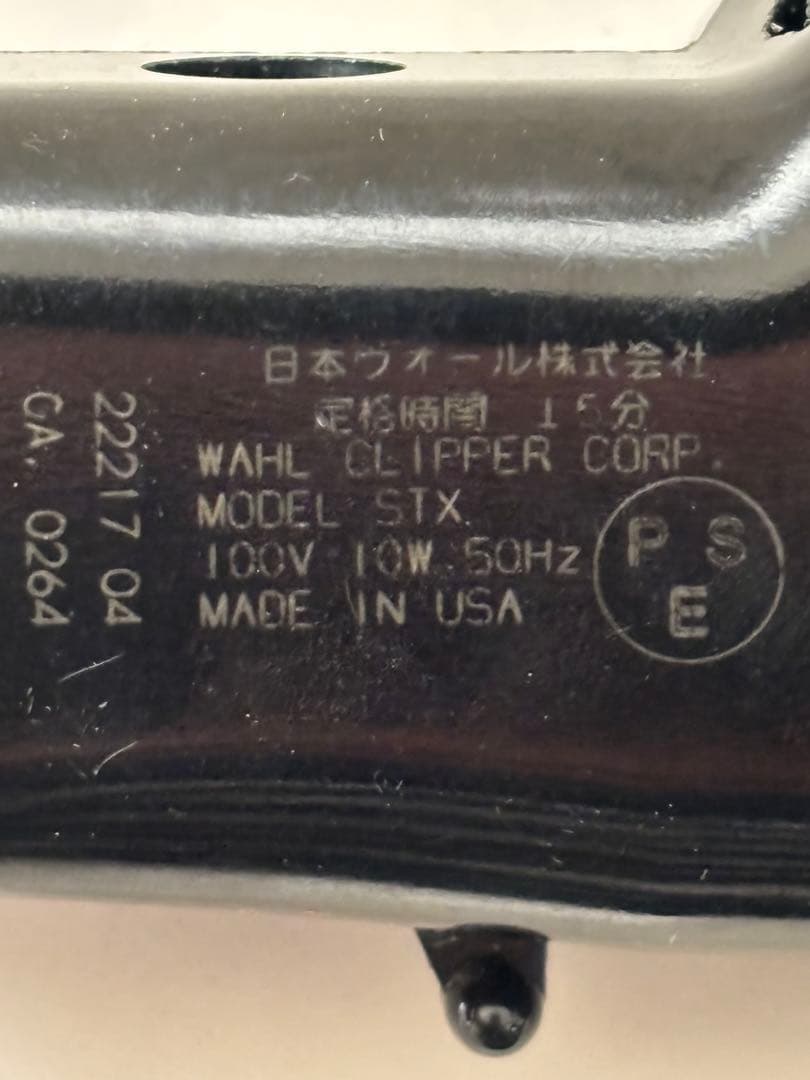 日本ウォール株式会社
定格時間 15分
WAHL CLIPPER CORP.
MODEL STX
100V 10W 50Hz
MADE IN USA
P S
E
22217 04
GA. 0264